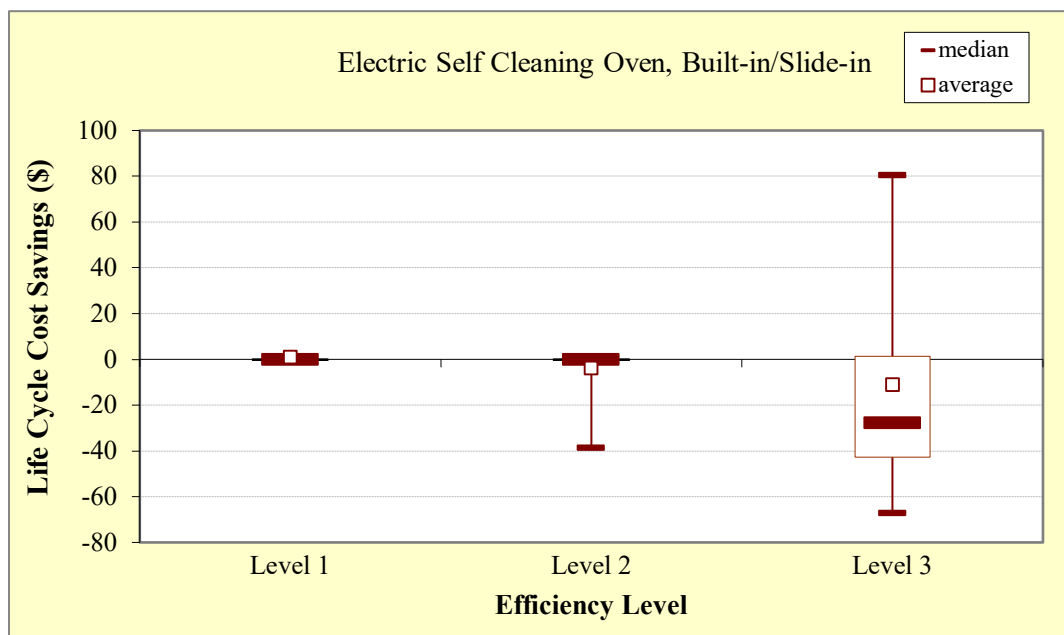 Electric Self Cleaning Oven, Built-in/Slide-in
median
average
Life Cycle Cost Savings ($)
100
80
60
40
20
0
-20
-40
-60
-80
Level 1
Level 2
Level 3
Efficiency Level